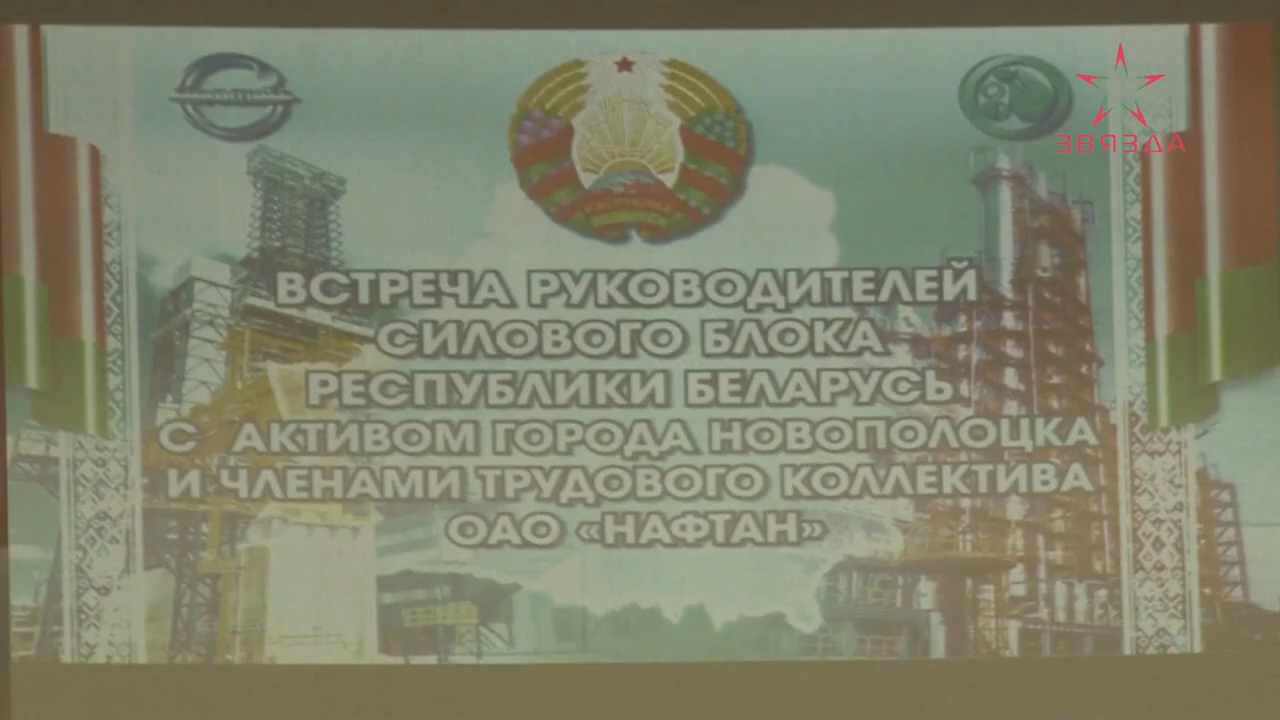 ЗВЯЗДА
ВСТРЕЧА РУКОВОДИТЕЛЕЙ
СИЛОВОГО БЛОКА
РЕСПУБЛИКИ БЕЛАРУСЬ
С АКТИВОМ ГОРОДА НОВОПОЛОЦКА
И ЧЛЕНАМИ ТРУДОВОГО КОЛЛЕКТИВА
ОАО «НАФТАН»